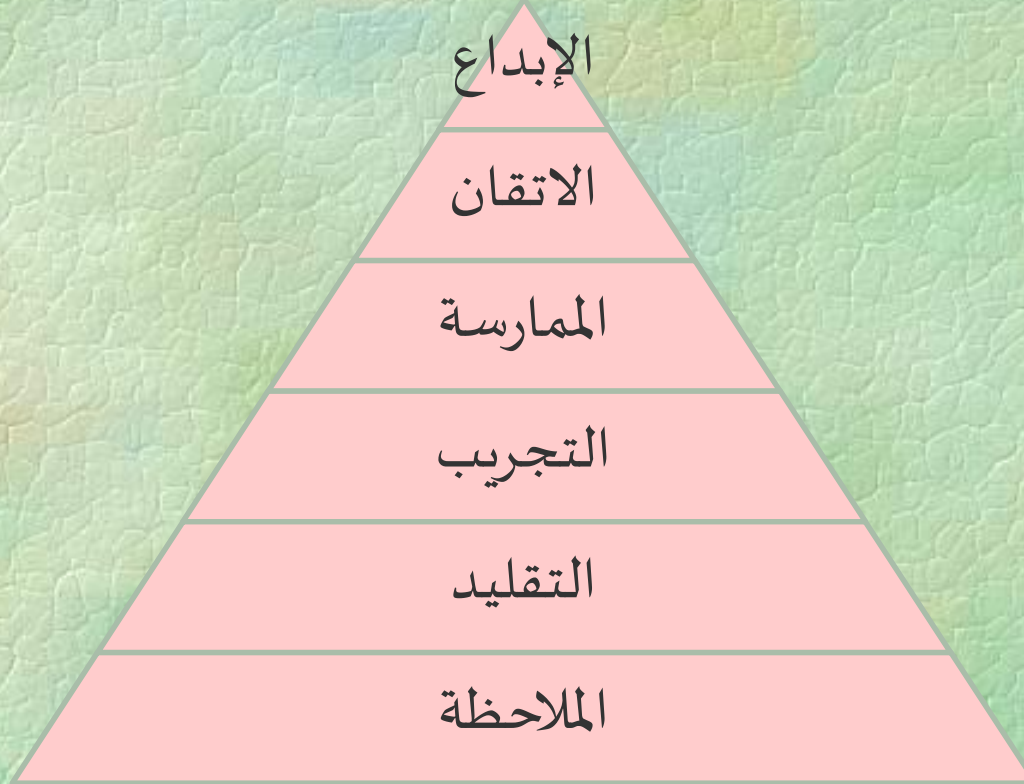 الإبداع
الاتقان
الممارسة
التجريب
التقليد
الملاحظة